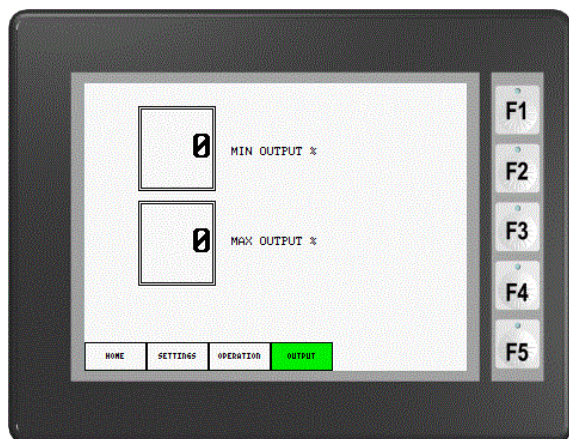 0
MIN OUTPUT %
0
MAX OUTPUT %
HOME SETTINGS OPERATION OUTPUT
F1
F2
F3
F4
F5